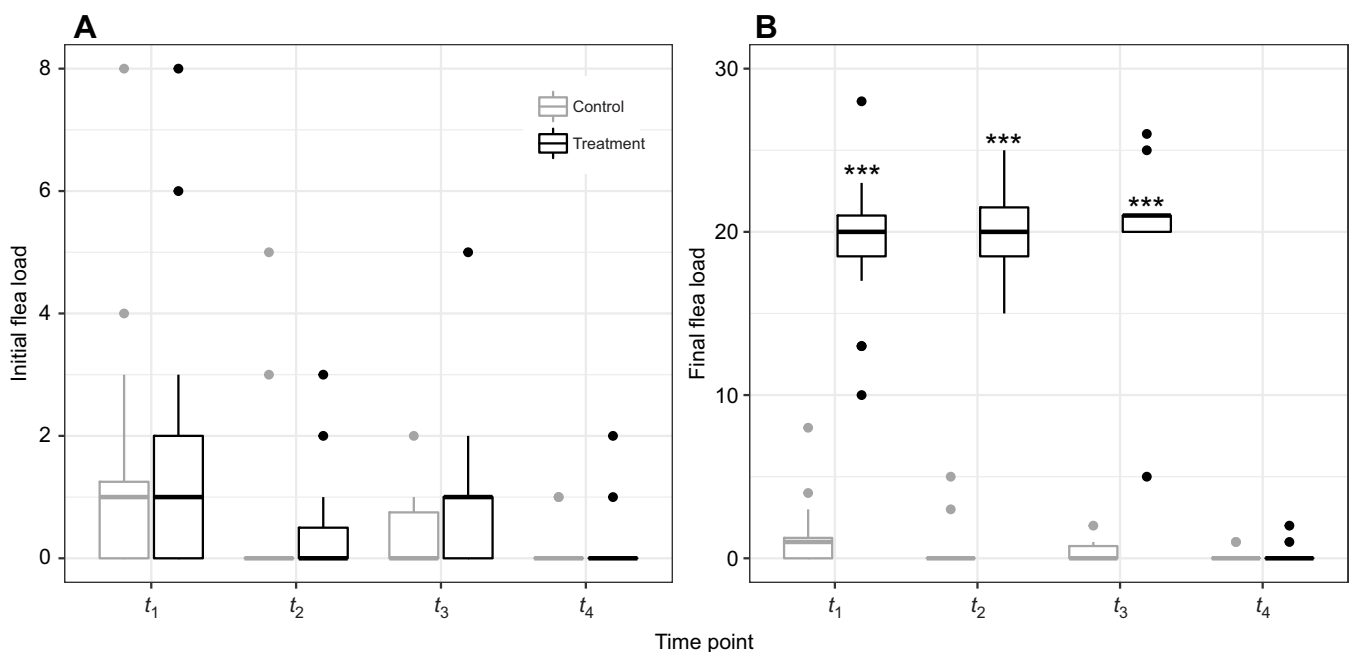 A
B
Initial flea load
8
6
4
2
0
Control
Treatment
t1
t2
t3
t4
Final flea load
30
20
10
0
***
***
***
t1
t2
t3
t4
Time point